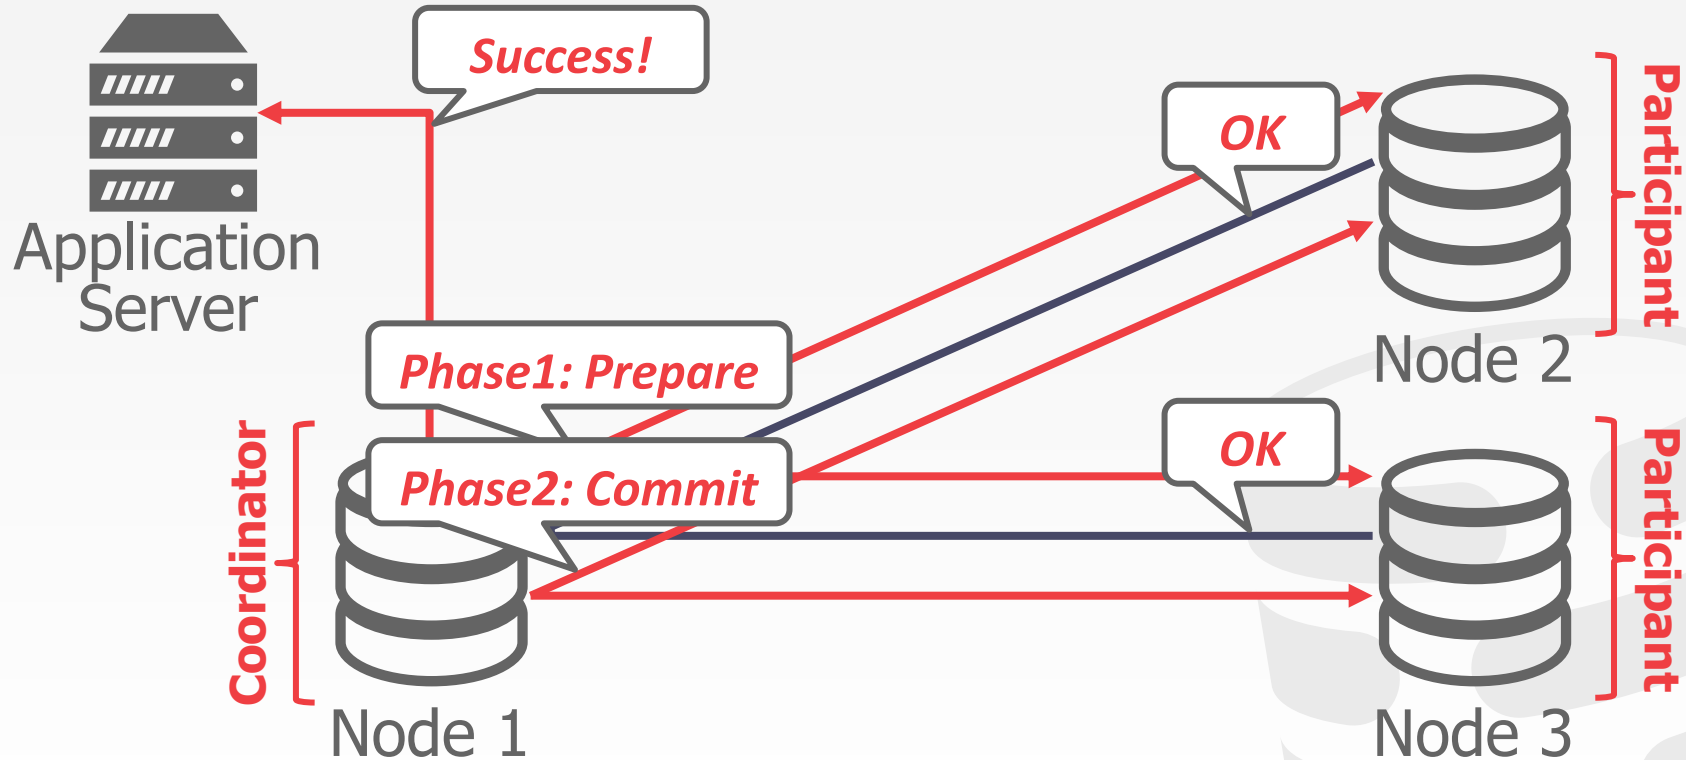 Success!
OK
Participant
Application
Server
Node 2
Phase1: Prepare
OK
Coordinator
Phase2: Commit
Participant
Node 1
Node 3